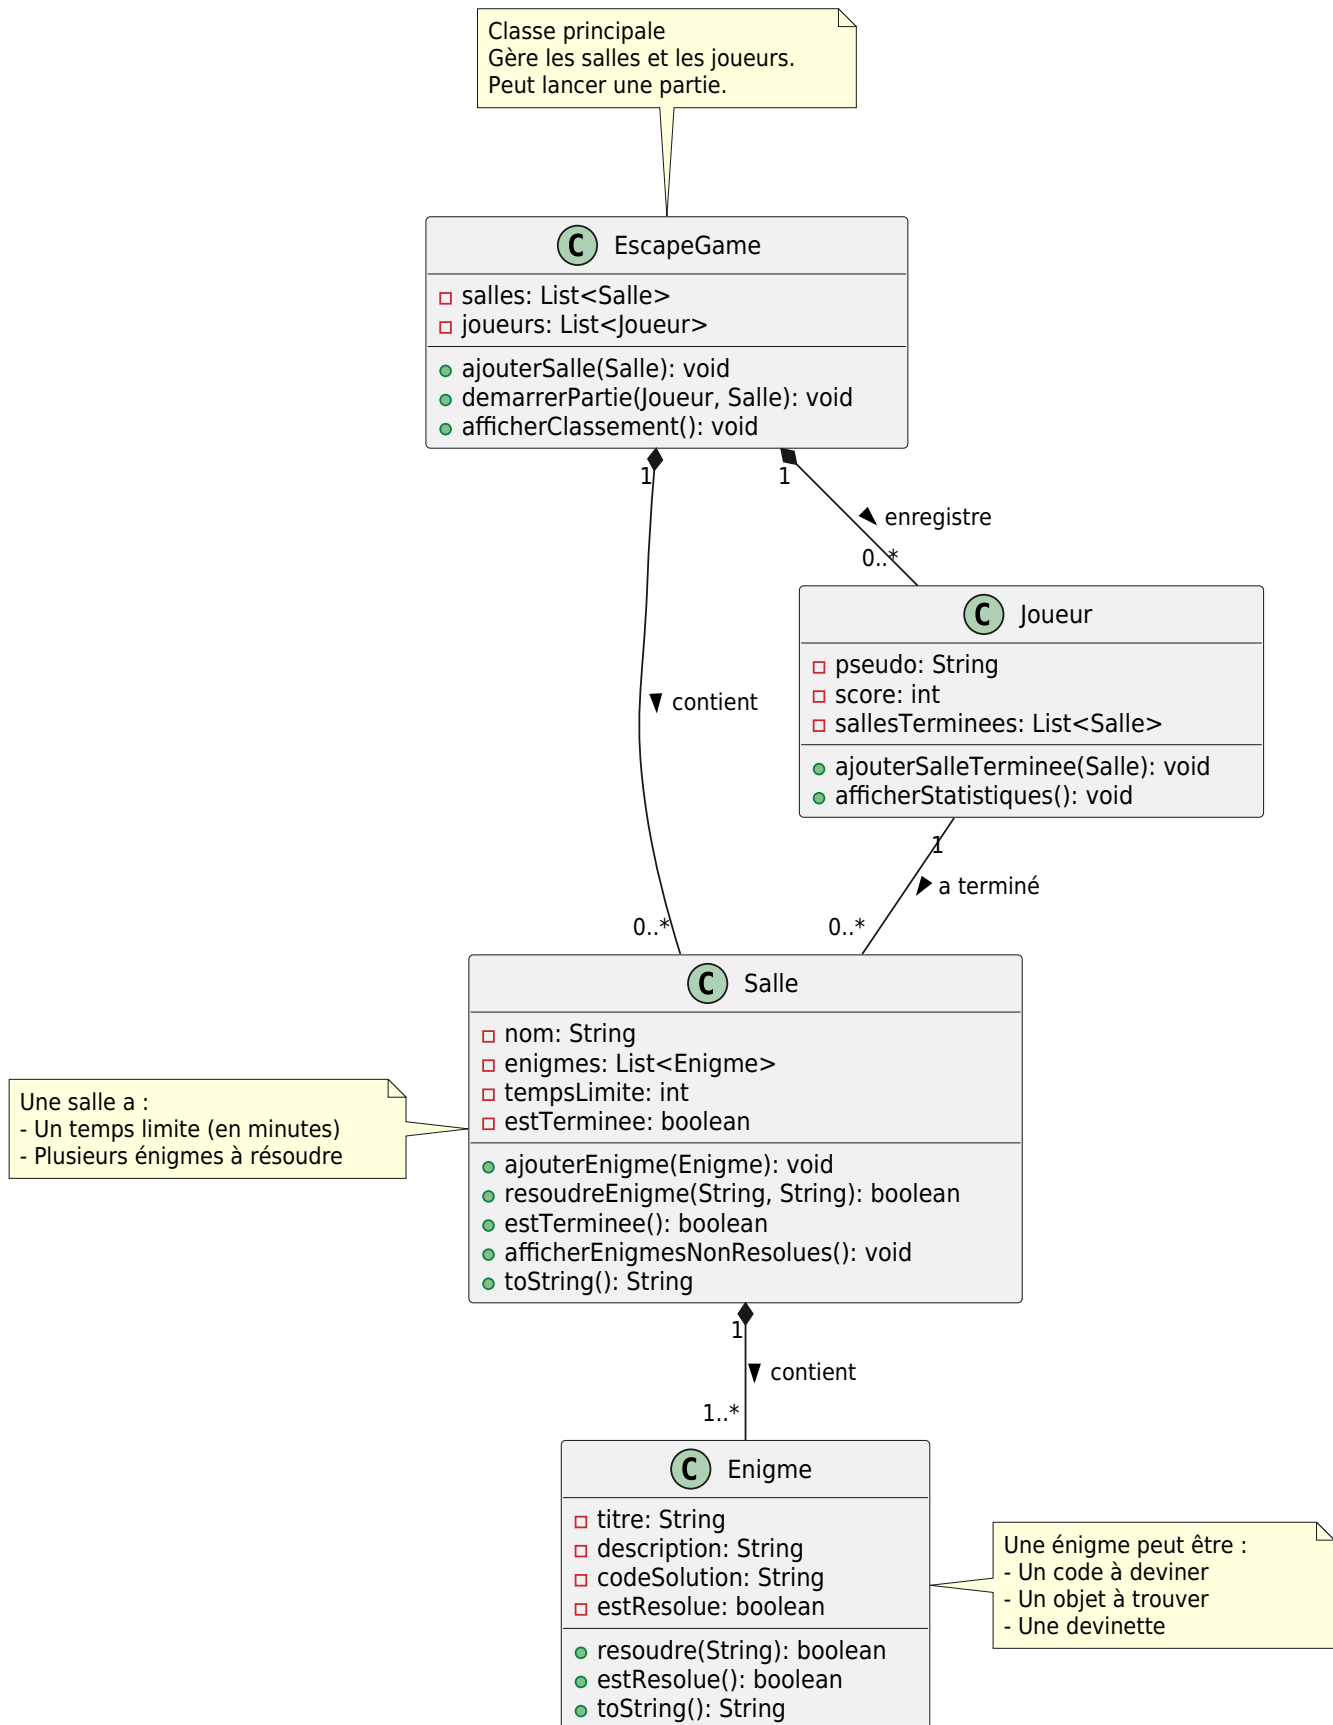 Classe principale
Gère les salles et les joueurs.
Peut lancer une partie.
C EscapeGame
salles: List<Salle>
joueurs: List<Joueur>
ajouterSalle(Salle): void
demarrerPartie(Joueur, Salle): void
afficherClassement(): void
1
1
enregistre
0..*
C Joueur
pseudo: String
score: int
sallesTerminees: List<Salle>
ajouterSalleTerminee(Salle): void
afficherStatistiques(): void
contient
1
a terminé
0..*
0..*
C Salle
nom: String
enigmes: List<Enigme>
tempsLimite: int
estTerminee: boolean
ajouterEnigme(Enigme): void
resoudreEnigme(String, String): boolean
estTerminee(): boolean
afficherEnigmesNonResolues(): void
toString(): String
Une salle a :
- Un temps limite (en minutes)
- Plusieurs énigmes à résoudre
1
contient
1..*
C Enigme
titre: String
description: String
codeSolution: String
estResolue: boolean
resoudre(String): boolean
estResolue(): boolean
toString(): String
Une énigme peut être :
- Un code à deviner
- Un objet à trouver
- Une devinette